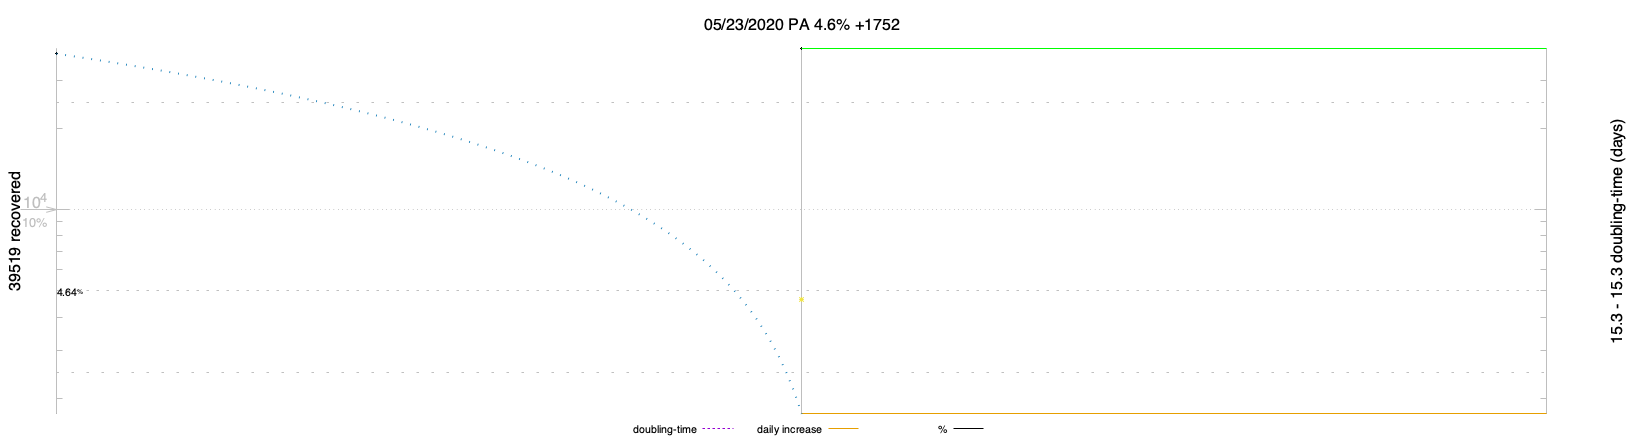 05/23/2020 PA 4.6% +1752
39519 recovered
10⁴
10%
4.64%
15.3 - 15.3 doubling-time (days)
doubling-time daily increase %